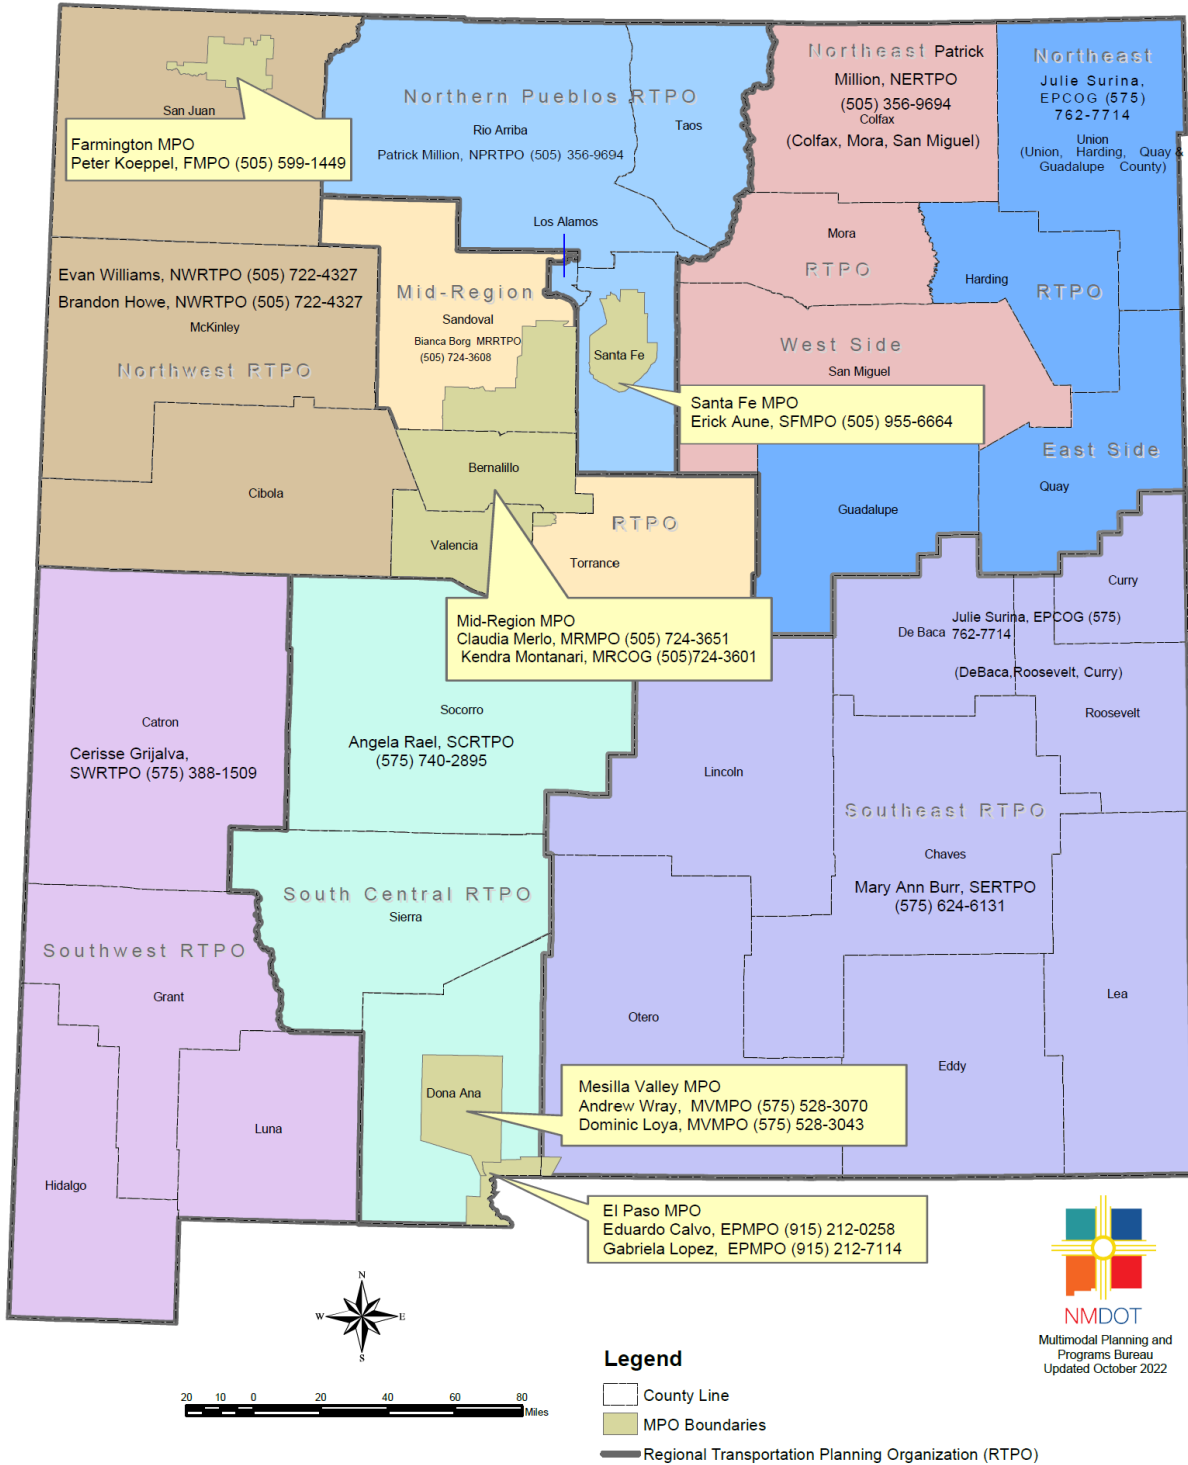 Northern Pueblos RTPO
Rio Arriba
Patrick Million, NPRTPO (505) 356-9694
Taos
Los Alamos
Northeast Patrick
Million, NERTPO
(505) 356-9694
Colfax
(Colfax, Mora, San Miguel)
Northeast
Julie Surina,
EPCOG (575)
762-7714
Union
(Union, Harding, Quay &
Guadalupe County)
San Juan
Farmington MPO
Peter Koeppel, FMPO (505) 599-1449
Evan Williams, NWRTPO (505) 722-4327
Brandon Howe, NWRTPO (505) 722-4327
McKinley
Northwest RTPO
Cibola
Mid-Region
Sandoval
Bianca Borg MRRTPO
(505) 724-3608
Santa Fe
Mora
RTPO
Harding
RTPO
West Side
San Miguel
Santa Fe MPO
Erick Aune, SFMPO (505) 955-6664
East Side
Quay
Guadalupe
Bernalillo
Valencia
RTPO
Torrance
Mid-Region MPO
Claudia Merlo, MRMPO (505) 724-3651
Kendra Montanari, MRCOG (505)724-3601
Curry
De Baca
Julie Surina, EPCOG (575)
762-7714
(DeBaca,Roosevelt, Curry)
Roosevelt
Catron
Cerisse Grijalva,
SWRTPO (575) 388-1509
Socorro
Angela Rael, SCRTPO
(575) 740-2895
Lincoln
Southeast RTPO
Chaves
Mary Ann Burr, SERTPO
(575) 624-6131
South Central RTPO
Sierra
Southwest RTPO
Grant
Otero
Lea
Eddy
Dona Ana
Mesilla Valley MPO
Andrew Wray, MVMPO (575) 528-3070
Dominic Loya, MVMPO (575) 528-3043
Luna
Hidalgo
El Paso MPO
Eduardo Calvo, EPMPO (915) 212-0258
Gabriela Lopez, EPMPO (915) 212-7114
N
W
E
S
NMDOT
Multimodal Planning and
Programs Bureau
Updated October 2022
20 10 0 20 40 60 80
Miles
Legend
County Line
MPO Boundaries
Regional Transportation Planning Organization (RTPO)